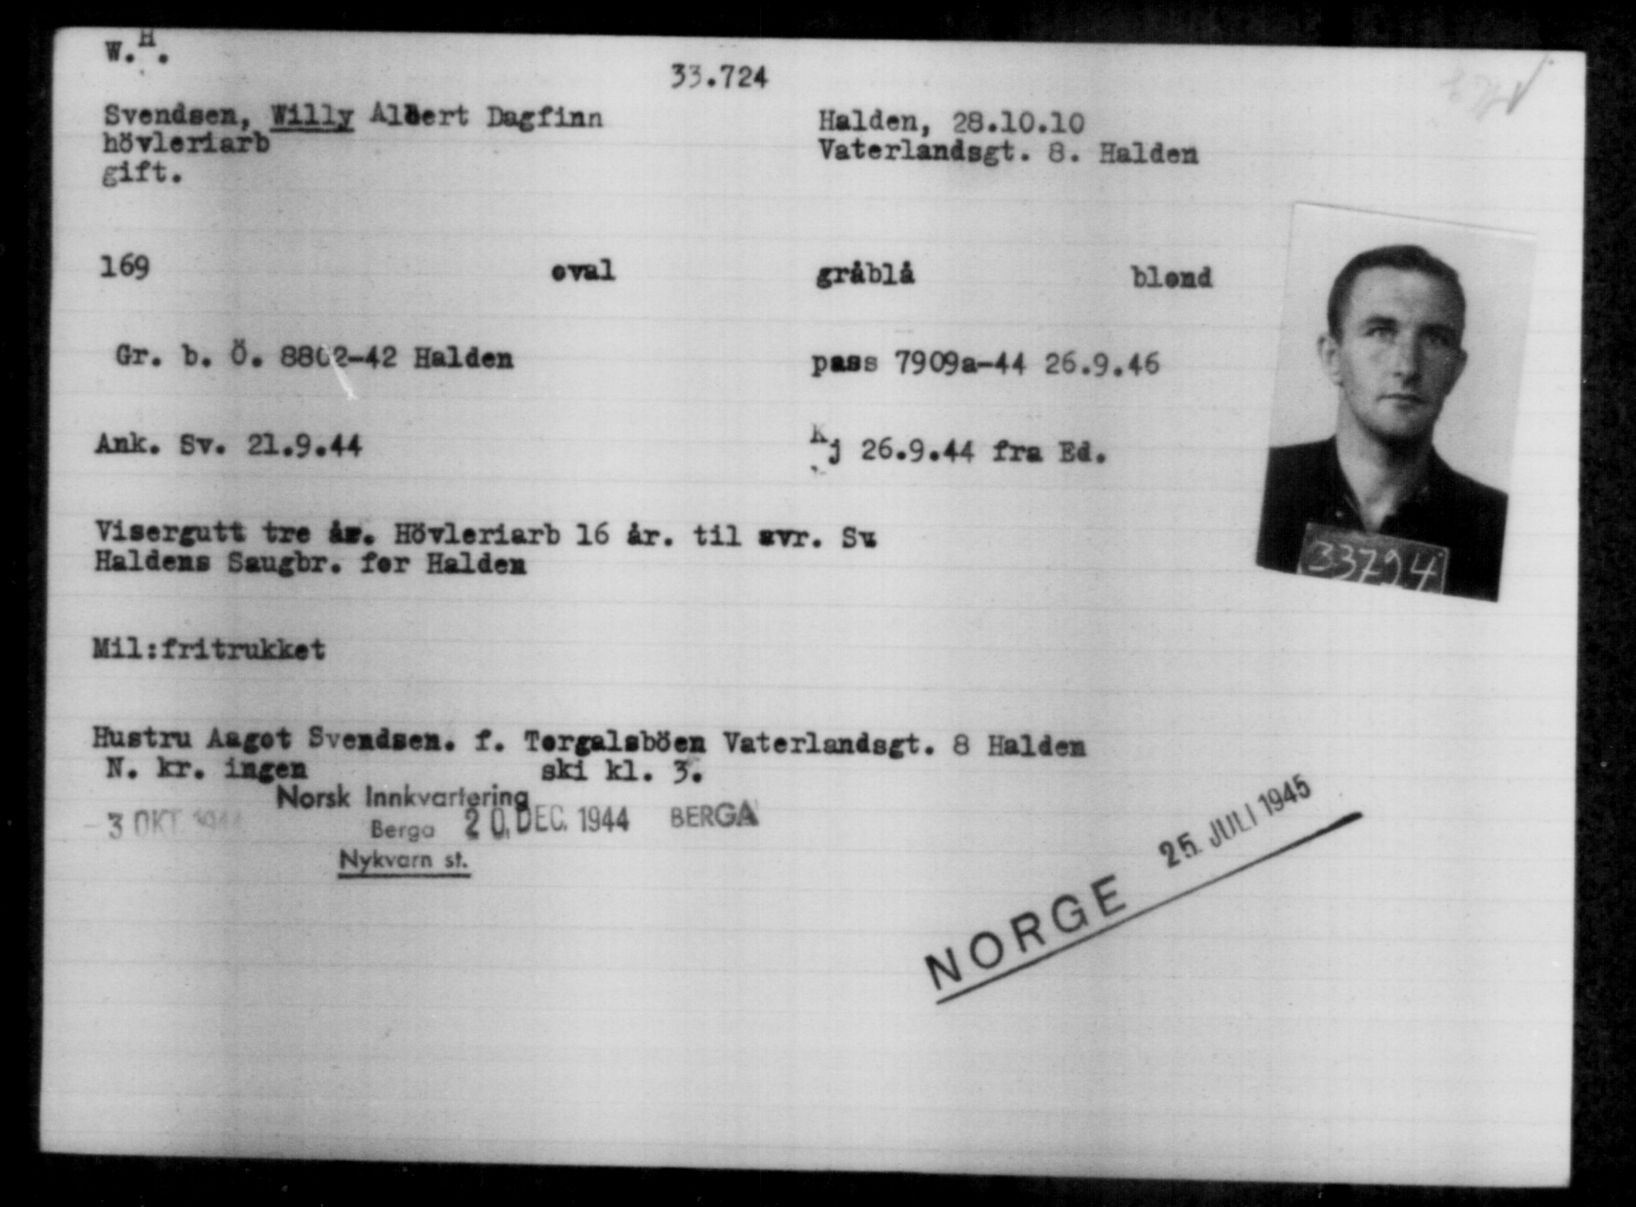 W.H.
33.724
Svendsen, Willy Albert Dagfinn
Halden, 28.10.10
hövleriarb
Vaterlandsgt. 8. Halden
gift.
169 oval gråblå blond
Gr. b. Ö. 8802-42 Halden
pass 7909a-44 26.9.46
Ank. Sv. 21.9.44
Kj 26.9.44 fra Ed.
Visergutt tre år. Hövleriarb 16 år. til avr. Sv
Haldens Saugbr. for Halden
33724
Mil:fritrukket
Hustru Aagot Svendsen. f. Torgalsböen Vaterlandsgt. 8 Halden
N. kr. ingen ski kl. 3.
Norsk Innkvartering
- 3 OKT. 1944 Berga 20. DEC. 1944 BERGA
Nykvarn st.
NORGE 25. JULI 1945